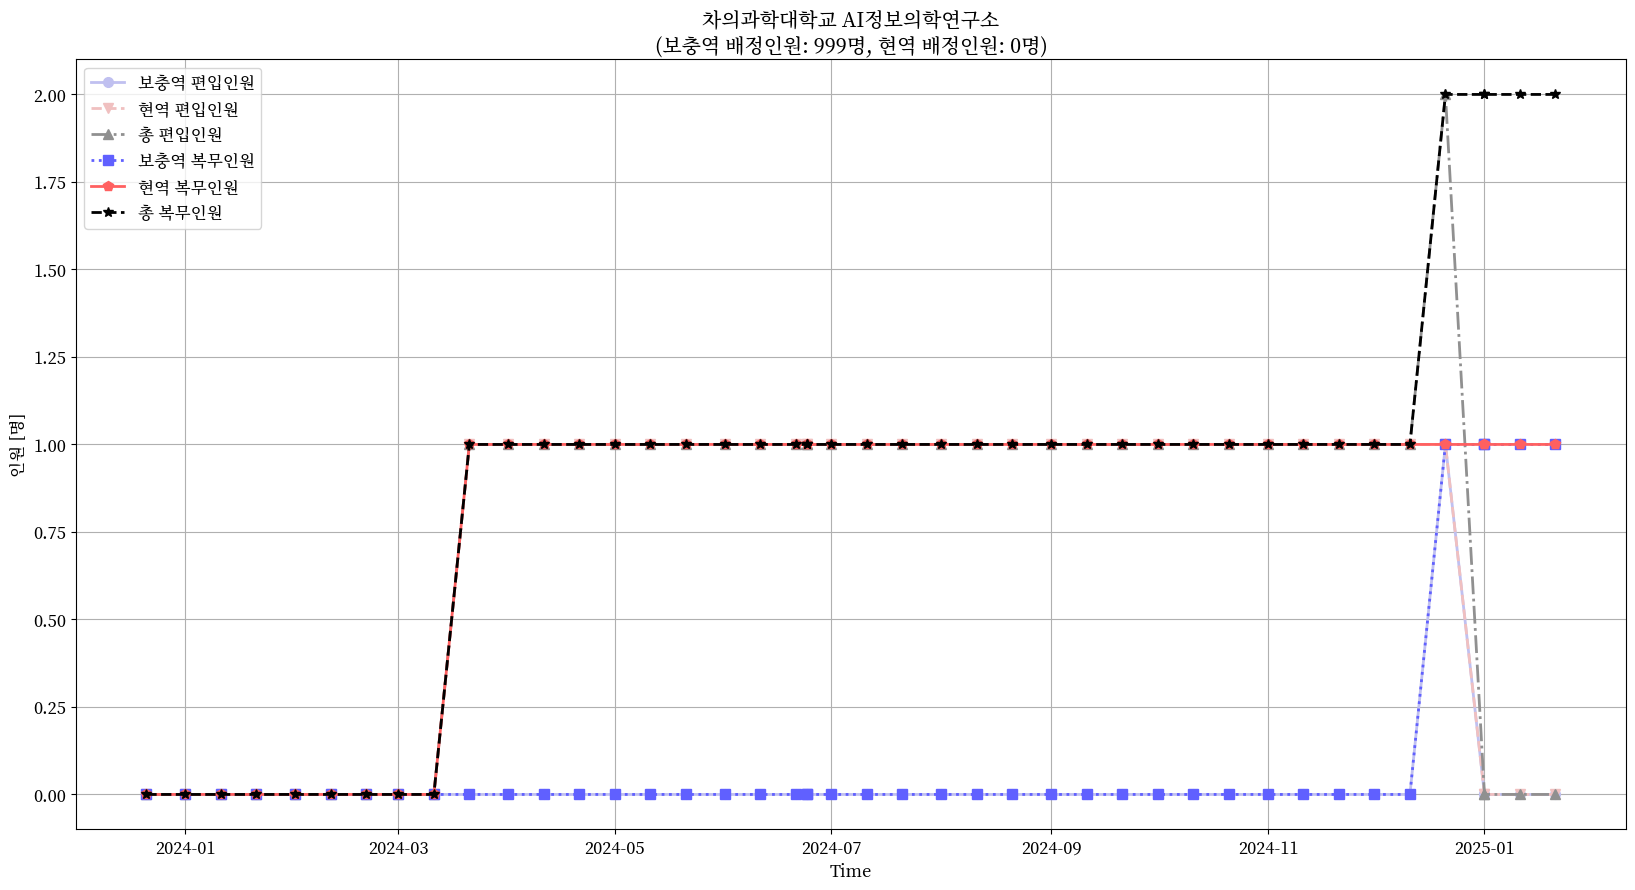 차의과학대학교 AI정보의학연구소
(보충역 배정인원: 999명, 현역 배정인원: 0명)
보충역 편입인원
현역 편입인원
총 편입인원
보충역 복무인원
현역 복무인원
총 복무인원
2.00
1.75
1.50
1.25
1.00
0.75
0.50
0.25
0.00
인원 [명]
2024-01
2024-03
2024-05
2024-07
2024-09
2024-11
2025-01
Time